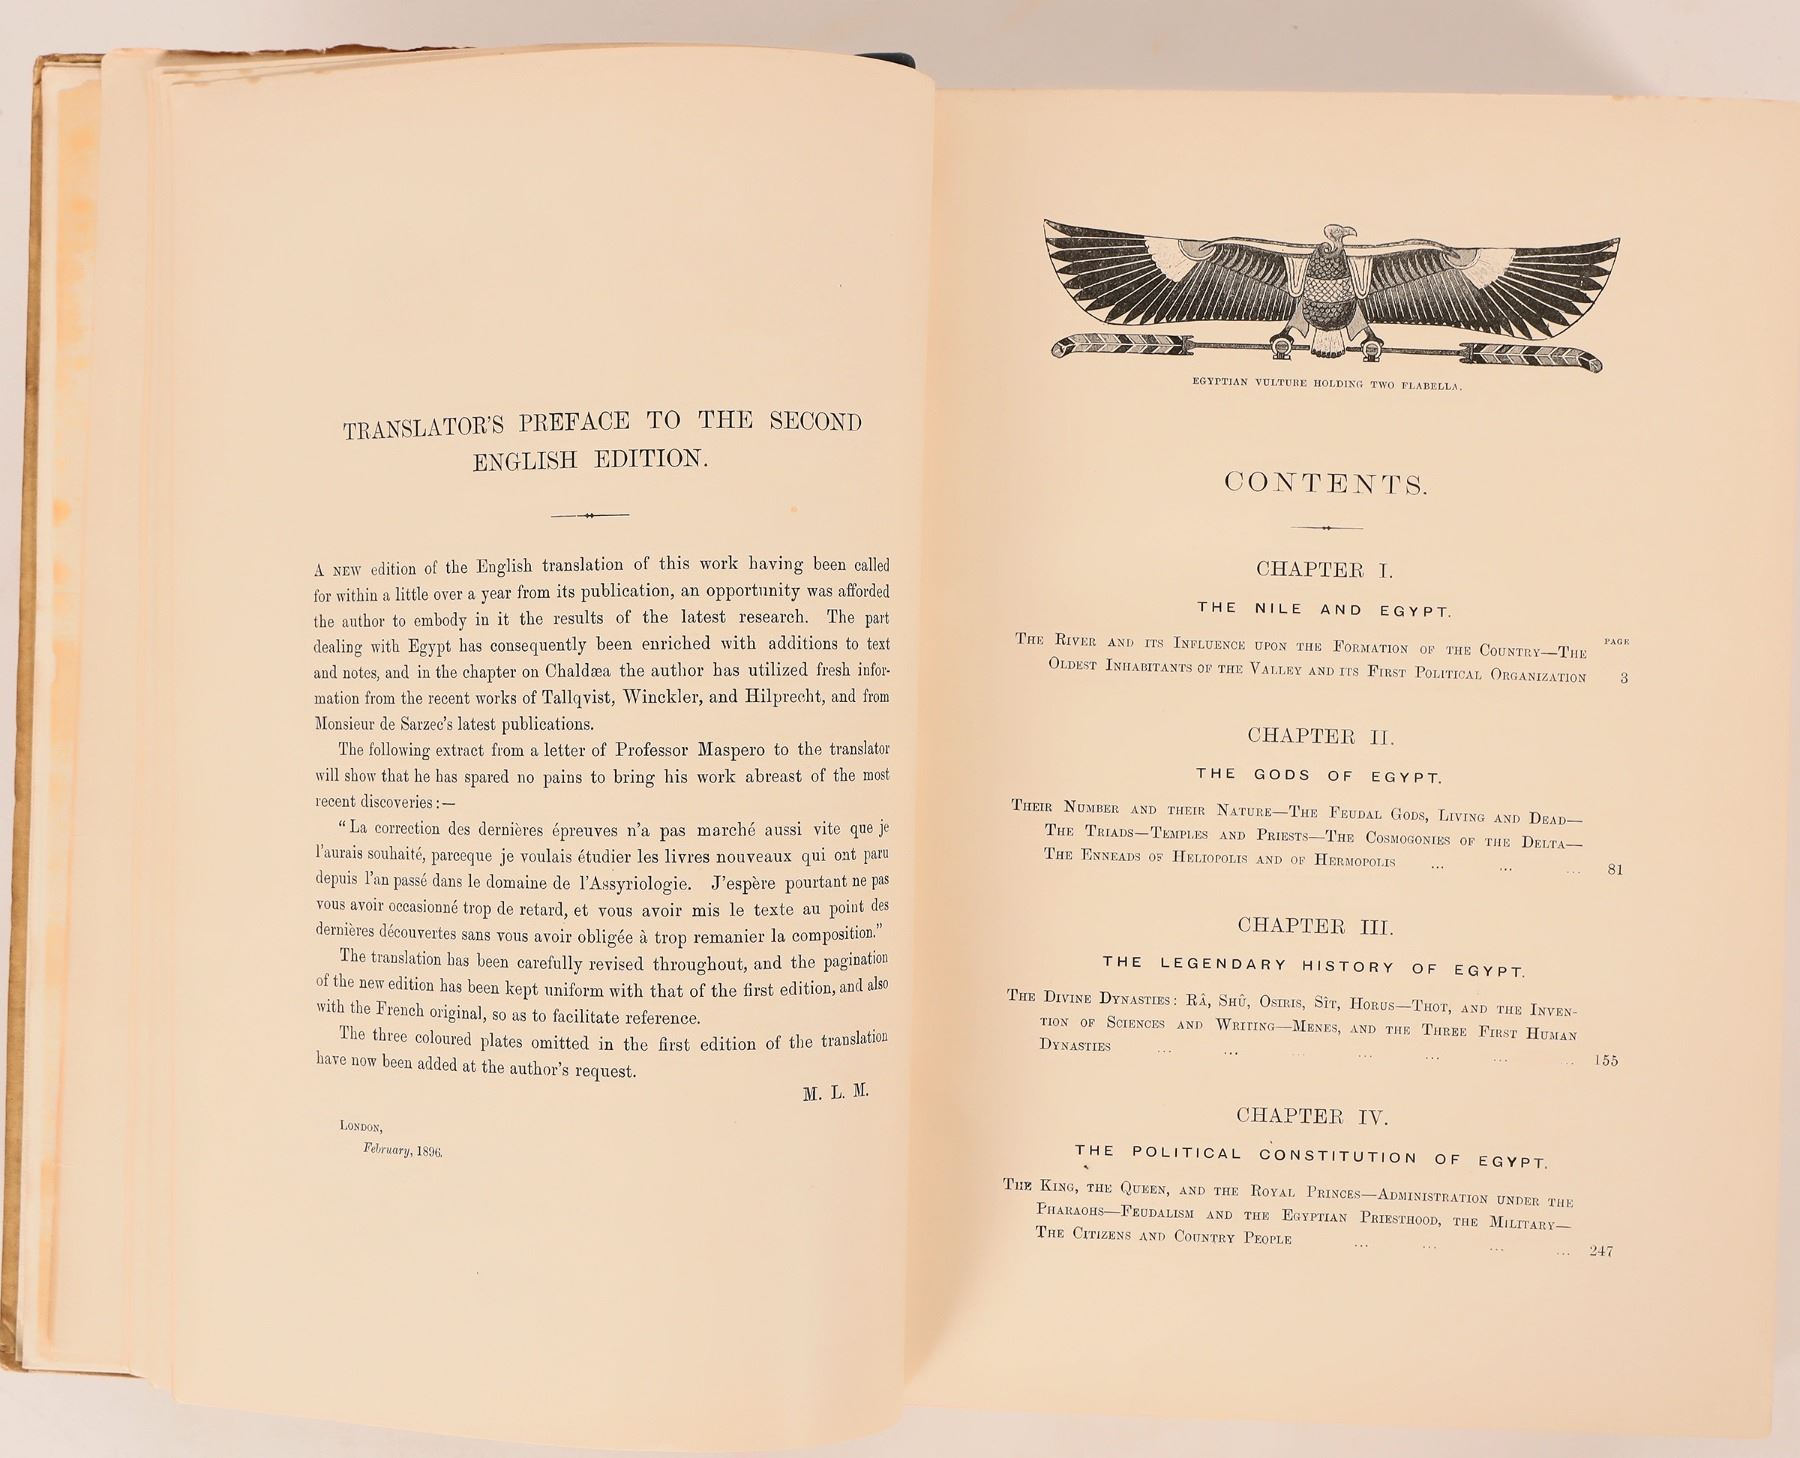 TRANSLATOR'S PREFACE TO THE SECOND
ENGLISH EDITION.
A NEW edition of the English translation of this work having been called
for within a little over a year from its publication, an opportunity was afforded
the author to embody in it the results of the latest research. The part
dealing with Egypt has consequently been enriched with additions to text
and notes, and in the chapter on Chaldæa the author has utilized fresh infor-
mation from the recent works of Tallqvist, Winckler, and Hilprecht, and from
Monsieur de Sarzec's latest publications.
The following extract from a letter of Professor Maspero to the translator
will show that he has spared no pains to bring his work abreast of the most
recent discoveries:—
"La correction des dernières épreuves n'a pas marché aussi vite que je
l'aurais souhaité, parceque je voulais étudier les livres nouveaux qui ont paru
depuis l'an passé dans le domaine de l'Assyriologie. J'espère pourtant ne pas
vous avoir occasionné trop de retard, et vous avoir mis le texte au point des
dernières découvertes sans vous avoir obligée à trop remanier la composition."
The translation has been carefully revised throughout, and the pagination
of the new edition has been kept uniform with that of the first edition, and also
with the French original, so as to facilitate reference.
The three coloured plates omitted in the first edition of the translation
have now been added at the author's request.
M. L. M.
LONDON,
February, 1896.
EGYPTIAN VULTURE HOLDING TWO FLABELLA.
CONTENTS.
CHAPTER I.
THE NILE AND EGYPT.
PAGE
THE RIVER AND ITS INFLUENCE UPON THE FORMATION OF THE COUNTRY—THE
OLDEST INHABITANTS OF THE VALLEY AND ITS FIRST POLITICAL ORGANIZATION 3
CHAPTER II.
THE GODS OF EGYPT.
THEIR NUMBER AND THEIR NATURE—THE FEUDAL GODS, LIVING AND DEAD—
THE TRIADS—TEMPLES AND PRIESTS—THE COSMOGONIES OF THE DELTA—
THE ENNEADS OF HELIOPOLIS AND OF HERMOPOLIS ... ... ... 81
CHAPTER III.
THE LEGENDARY HISTORY OF EGYPT.
THE DIVINE DYNASTIES: RÂ, SHÛ, OSIRIS, SÎT, HORUS—THOT, AND THE INVEN-
TION OF SCIENCES AND WRITING—MENES, AND THE THREE FIRST HUMAN
DYNASTIES ... ... ... ... ... ... ... 155
CHAPTER IV.
THE POLITICAL CONSTITUTION OF EGYPT.
THE KING, THE QUEEN, AND THE ROYAL PRINCES—ADMINISTRATION UNDER THE
PHARAOHS—FEUDALISM AND THE EGYPTIAN PRIESTHOOD, THE MILITARY—
THE CITIZENS AND COUNTRY PEOPLE ... ... ... ... 247